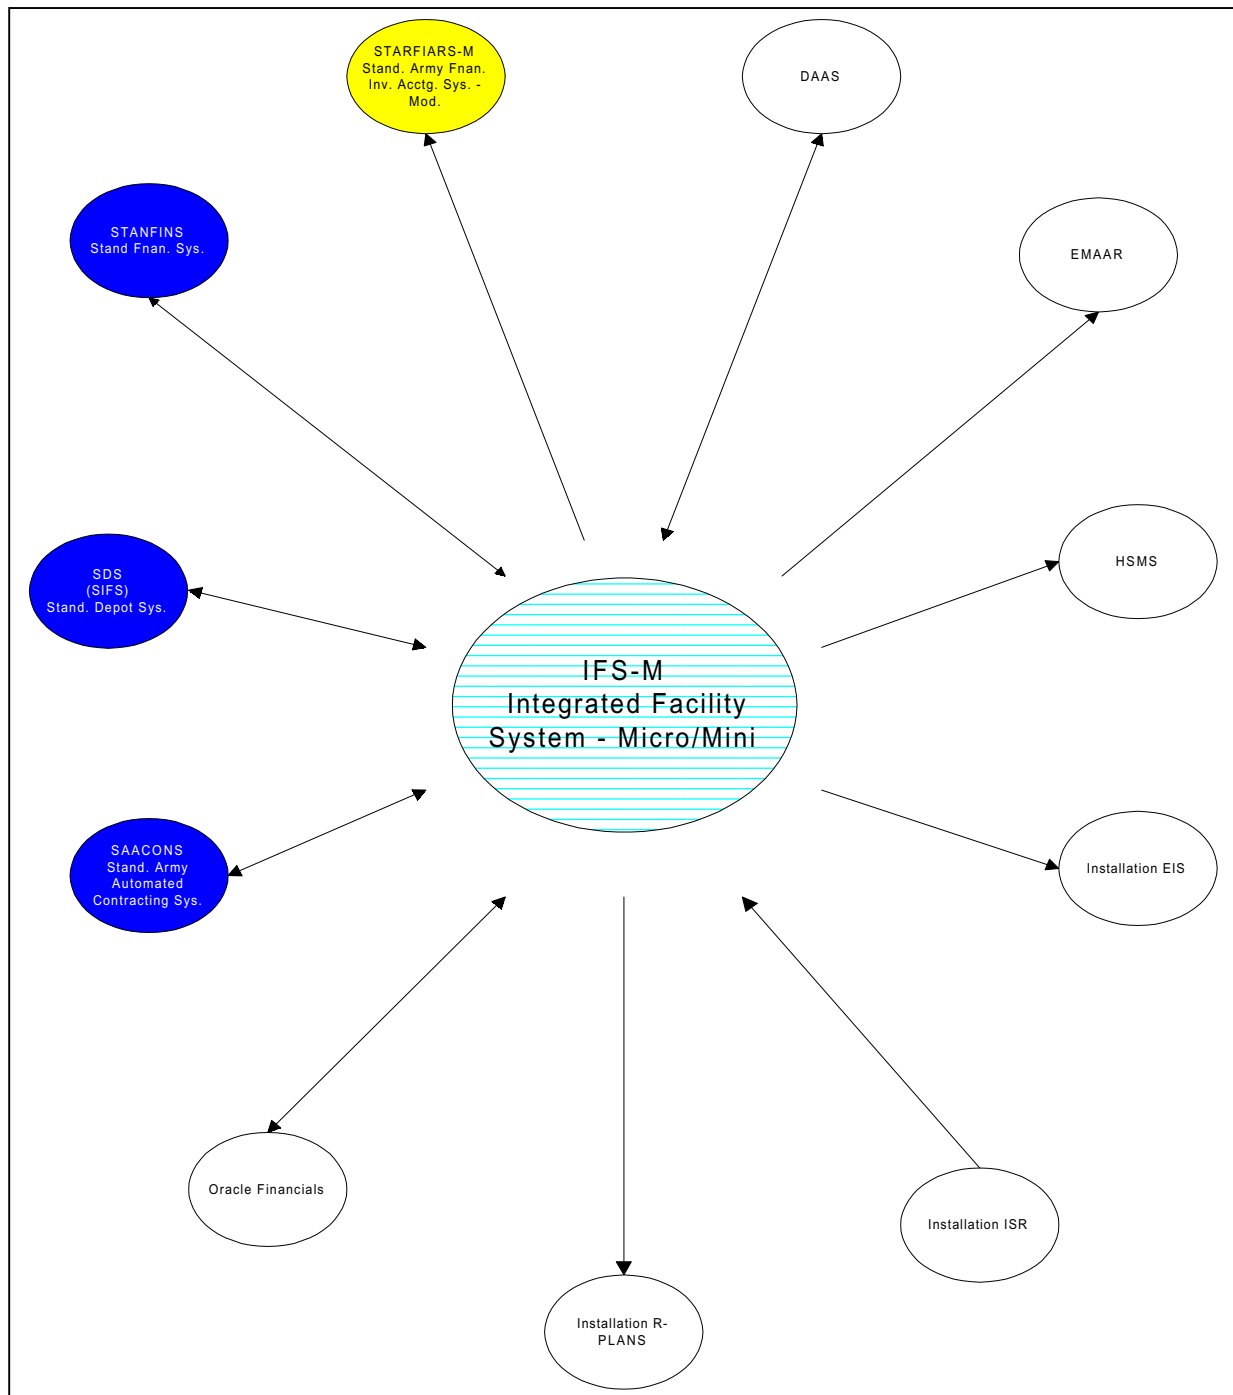 STARFIARS-M
Stand. Army Fnan.
Inv. Acctg. Sys. -
Mod.
DAAS
STANFINS
Stand Fnan. Sys.
EMAAR
SDS
(SIFS)
Stand. Depot Sys.
HSMS
IFS-M
Integrated Facility
System - Micro/Mini
SAACONS
Stand. Army
Automated
Contracting Sys.
Installation EIS
Oracle Financials
Installation ISR
Installation R-
PLANS